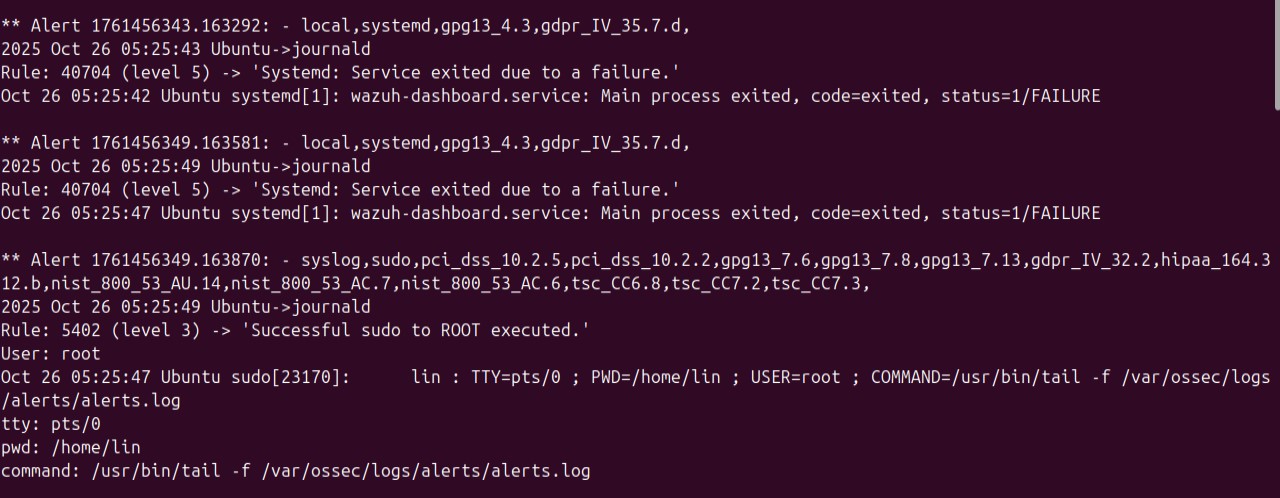 ** Alert 1761456343.163292: - local,systemd,gpg13_4.3,gdpr_IV_35.7.d,
2025 Oct 26 05:25:43 Ubuntu->journald
Rule: 40704 (level 5) -> 'Systemd: Service exited due to a failure.'
Oct 26 05:25:42 Ubuntu systemd[1]: wazuh-dashboard.service: Main process exited, code=exited, status=1/FAILURE
** Alert 1761456349.163581: - local,systemd,gpg13_4.3,gdpr_IV_35.7.d,
2025 Oct 26 05:25:49 Ubuntu->journald
Rule: 40704 (level 5) -> 'Systemd: Service exited due to a failure.'
Oct 26 05:25:47 Ubuntu systemd[1]: wazuh-dashboard.service: Main process exited, code=exited, status=1/FAILURE
** Alert 1761456349.163870: - syslog,sudo,pci_dss_10.2.5,pci_dss_10.2.2,gpg13_7.6,gpg13_7.8,gpg13_7.13,gdpr_IV_32.2,hipaa_164.3
12.b,nist_800_53_AU.14,nist_800_53_AC.7,nist_800_53_AC.6,tsc_CC6.8,tsc_CC7.2,tsc_CC7.3,
2025 Oct 26 05:25:49 Ubuntu->journald
Rule: 5402 (level 3) -> 'Successful sudo to ROOT executed.'
User: root
Oct 26 05:25:47 Ubuntu sudo[23170]:      lin : TTY=pts/0 ; PWD=/home/lin ; USER=root ; COMMAND=/usr/bin/tail -f /var/ossec/logs
/alerts/alerts.log
tty: pts/0
pwd: /home/lin
command: /usr/bin/tail -f /var/ossec/logs/alerts/alerts.log